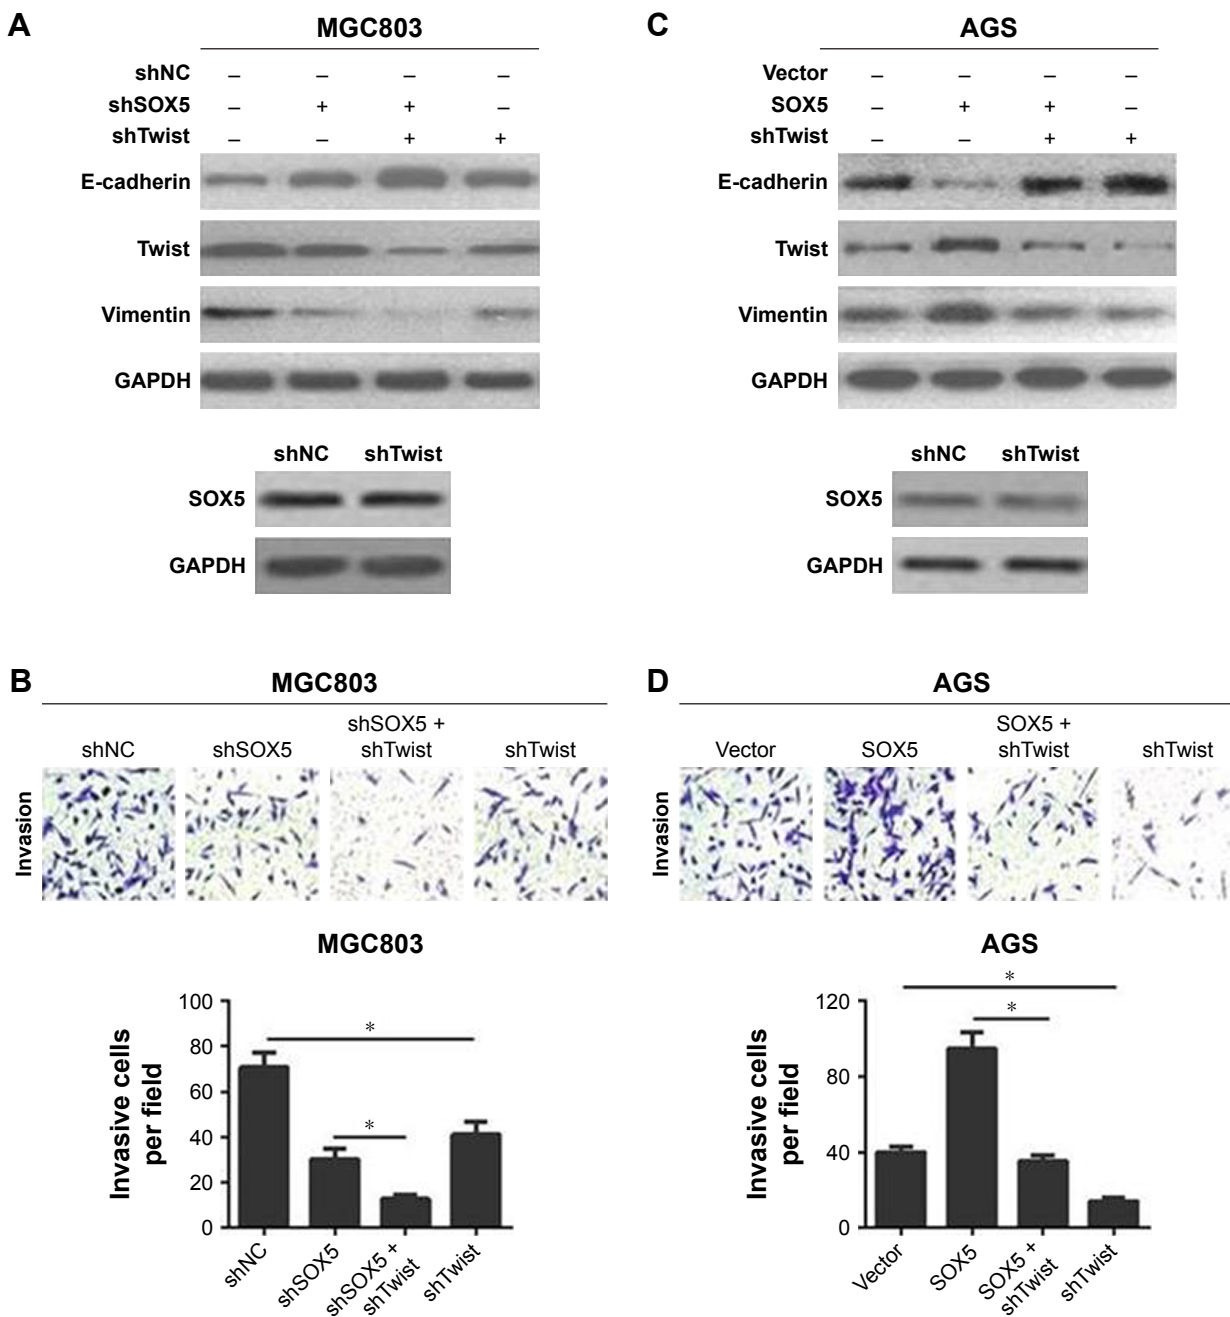 A
MGC803
shNC – – – –
shSOX5 – + + –
shTwist – – + +
E-cadherin
Twist
Vimentin
GAPDH
shNC shTwist
SOX5
GAPDH
C
AGS
Vector – – – –
SOX5 – + + –
shTwist – – + +
E-cadherin
Twist
Vimentin
GAPDH
shNC shTwist
SOX5
GAPDH
B
MGC803
shNC
shSOX5
shSOX5 +
shTwist
shTwist
Invasion
MGC803
Invasive cells
per field
100
80
60
40
20
0
*
*
shNC
shSOX5
shSOX5 +
shTwist
shTwist
D
AGS
Vector
SOX5
SOX5 +
shTwist
shTwist
Invasion
AGS
Invasive cells
per field
120
80
40
0
*
*
Vector
SOX5
SOX5 +
shTwist
shTwist